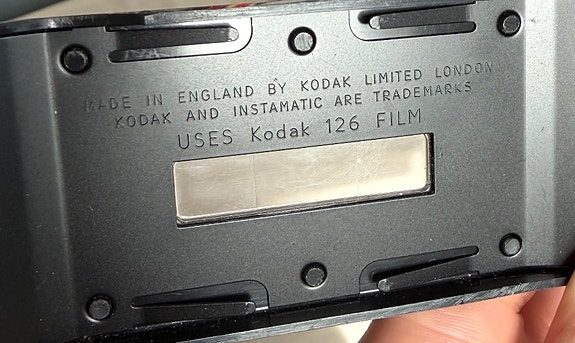 MADE IN ENGLAND BY KODAK LIMITED LONDON
KODAK AND INSTAMATIC ARE TRADEMARKS
USES Kodak 126 FILM